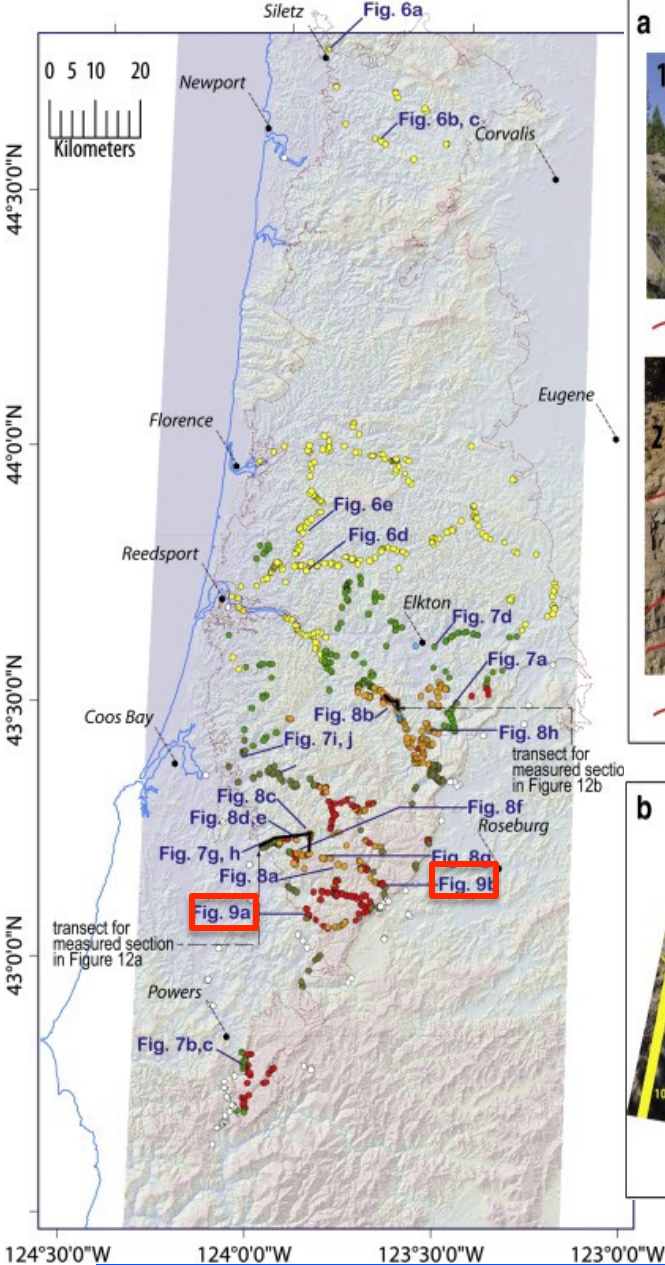 Siletz
Fig. 6a
a
0 5 10 20
Kilometers
Newport
1
Fig. 6b, c
Corvalis
44°30'0"N
Eugene
Florence
2
44°0'0"N
Fig. 6e
Fig. 6d
Reedsport
Elkton
Fig. 7d
Fig. 7a
43°30'0"N
Fig. 8b
Coos Bay
Fig. 8h
Fig. 7i, j
transect for
measured sectio
in Figure 12b
Fig. 8c
Fig. 8d,e
Fig. 8f
b
Roseburg
Fig. 7g, h
Fig. 8g
Fig. 8a
Fig. 9b
Fig. 9a
transect for
measured section
in Figure 12a
43°0'0"N
Powers
Fig. 7b,c
10
124°30'0"W 124°0'0"W 123°30'0"W 123°0'0"W